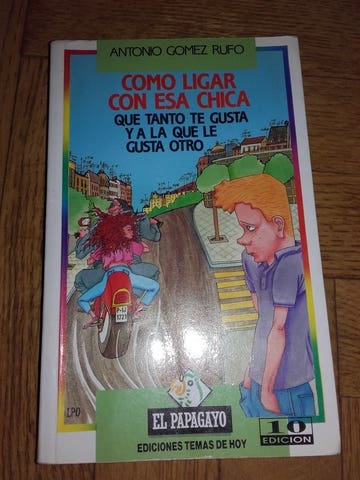 ANTONIO GOMEZ RUFO
COMO LIGAR
CON ESA CHICA
QUE TANTO TE GUSTA
Y A LA QUE LE
GUSTA OTRO
LPO
EL PAPAGAYO
EDICIONES TEMAS DE HOY
10
EDICION